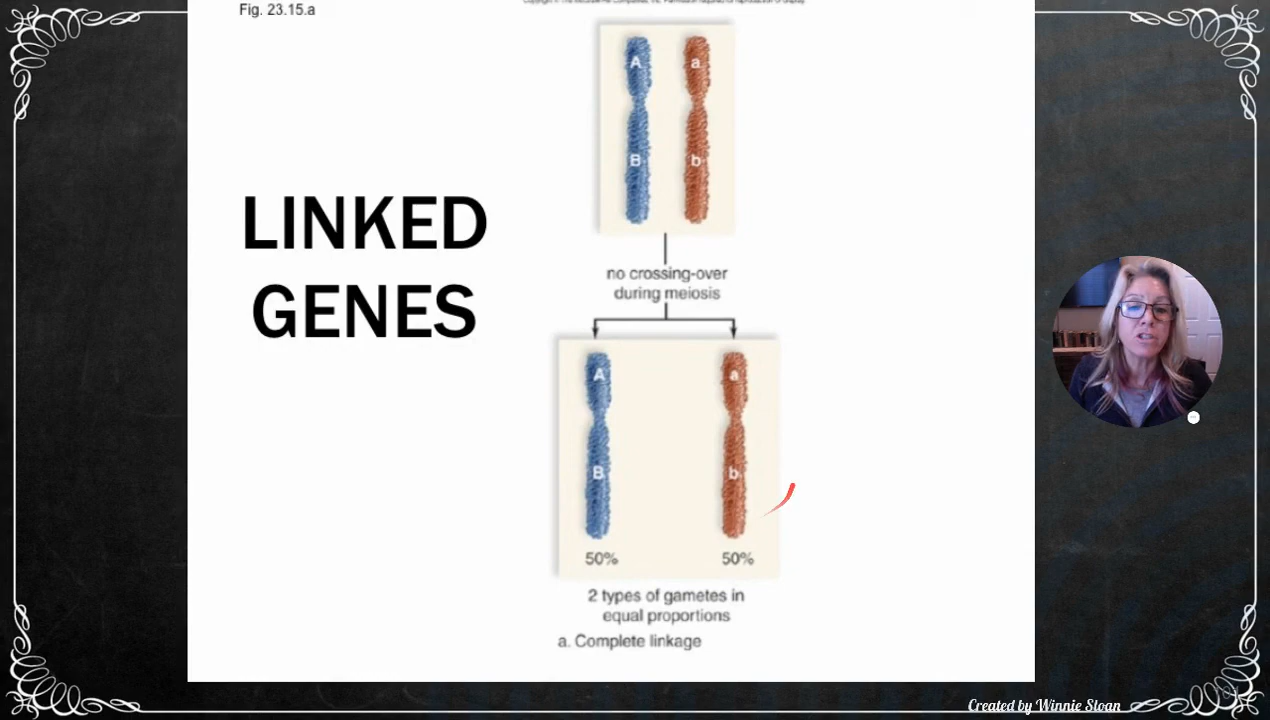 Fig. 23.15.a
A a
B b
LINKED
GENES
no crossing-over
during meiosis
A a
B b
50% 50%
2 types of gametes in
equal proportions
a. Complete linkage
Created by Winnie Sloan